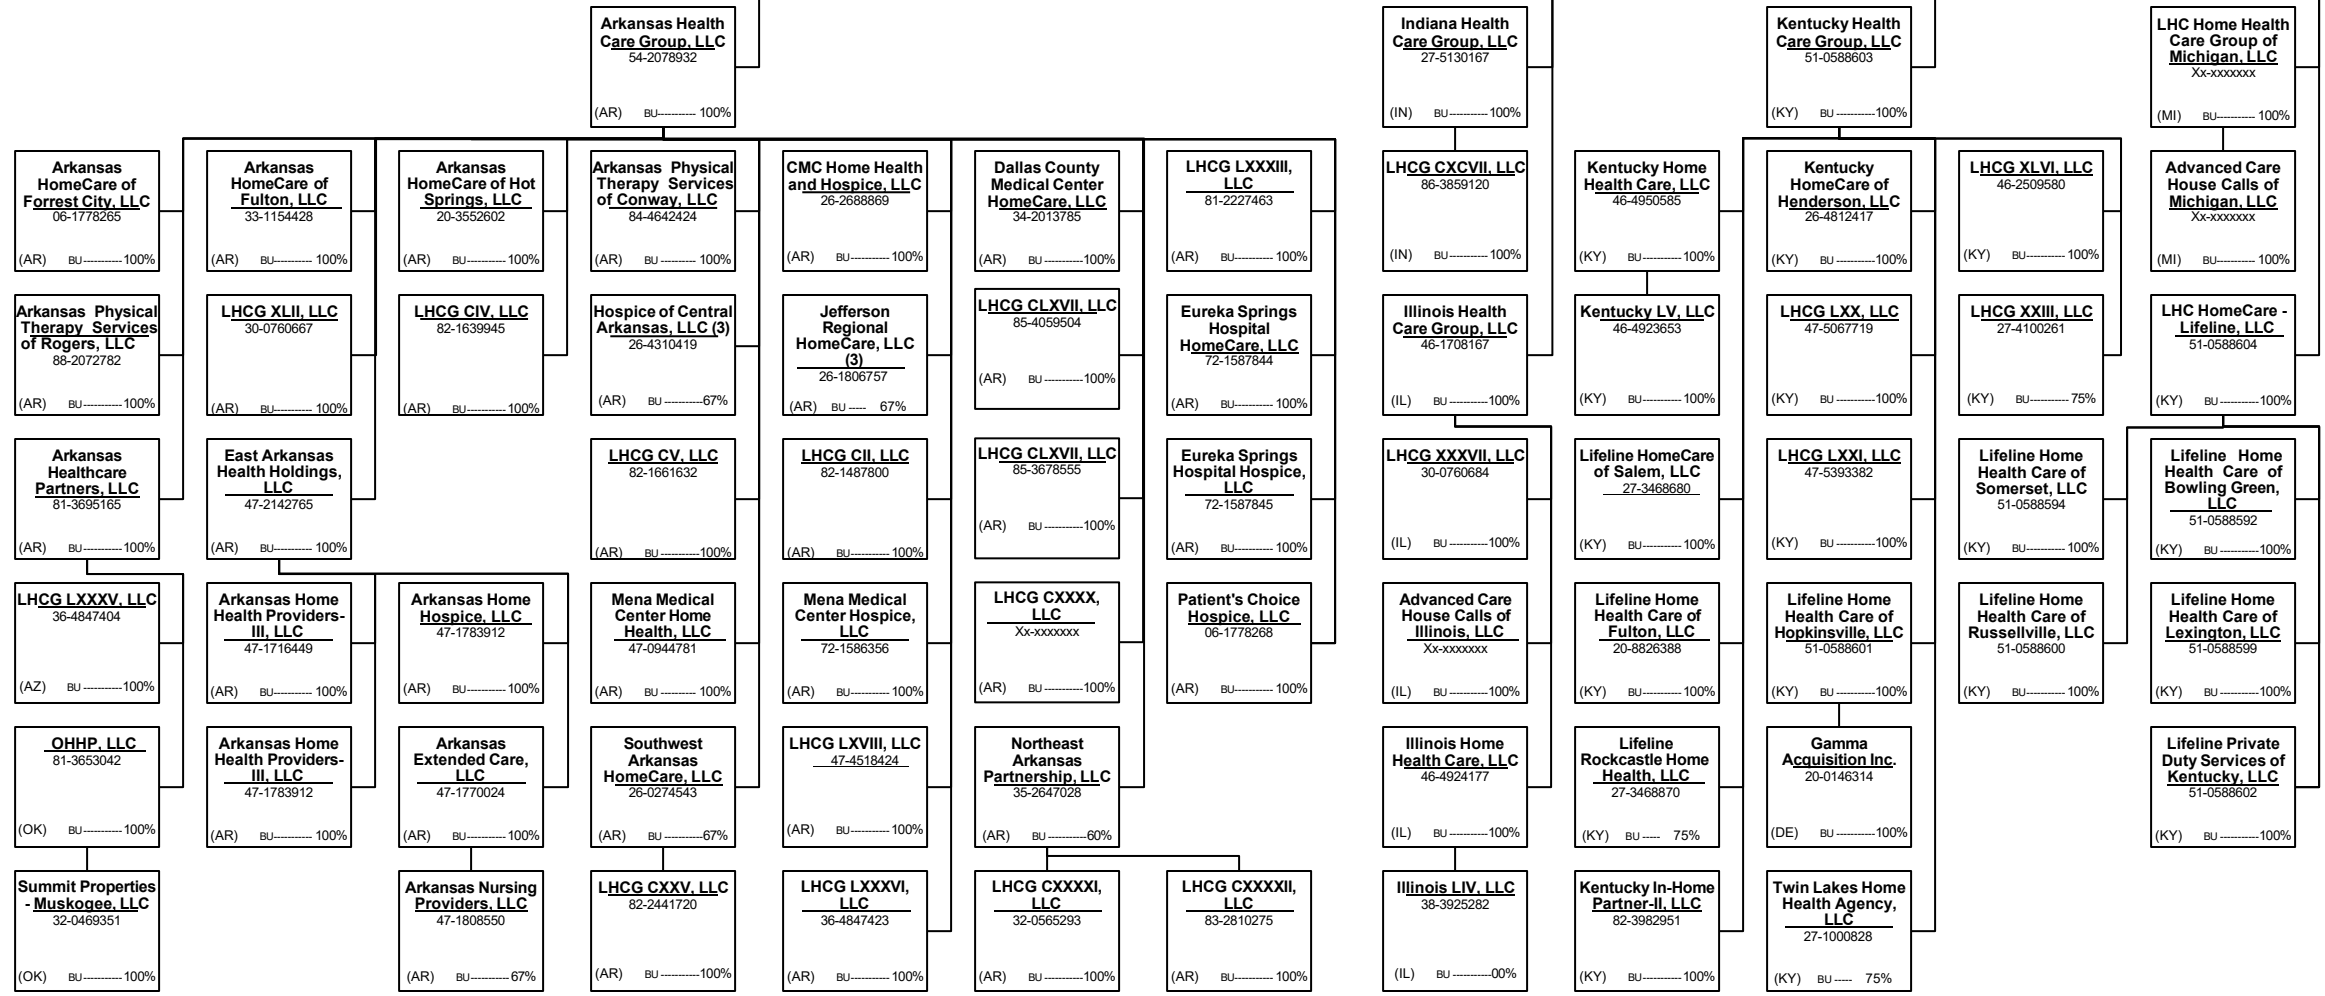 Arkansas Health
Care Group, LLC
54-2078932
(AR) BU----------- 100%
Indiana Health
Care Group, LLC
27-5130167
(IN) BU-----------100%
Kentucky Health
Care Group, LLC
51-0588603
(KY) BU-----------100%
LHC Home Health
Care Group of
Michigan, LLC
Xx-xxxxxxx
(MI) BU----------- 100%
Arkansas
HomeCare of
Forrest City, LLC
06-1778265
(AR) BU-----------100%
Arkansas
HomeCare of
Fulton, LLC
33-1154428
(AR) BU----------- 100%
Arkansas
HomeCare of Hot
Springs, LLC
20-3552602
(AR) BU-----------100%
Arkansas Physical
Therapy Services
of Conway, LLC
84-4642424
(AR) BU----------- 100%
CMC Home Health
and Hospice, LLC
26-2688869
(AR) BU-----------100%
Dallas County
Medical Center
HomeCare, LLC
34-2013785
(AR) BU-----------100%
LHCG LXXXIII,
LLC
81-2227463
(AR) BU----------- 100%
LHCG CXCVII, LLC
86-3859120
(IN) BU-----------100%
Kentucky Home
Health Care, LLC
46-4950585
(KY) BU-----------100%
Kentucky
HomeCare of
Henderson, LLC
26-4812417
(KY) BU-----------100%
LHCG XLVI, LLC
46-2509580
(KY) BU-----------100%
Advanced Care
House Calls of
Michigan, LLC
Xx-xxxxxxx
(MI) BU----------- 100%
Arkansas Physical
Therapy Services
of Rogers, LLC
88-2072782
(AR) BU-----------100%
LHCG XLII, LLC
30-0760667
(AR) BU----------- 100%
LHCG CIV, LLC
82-1639945
(AR) BU----------- 100%
Hospice of Central
Arkansas, LLC (3)
26-4310419
(AR) BU -----------67%
Jefferson
Regional
HomeCare, LLC
(3)
26-1806757
(AR) BU ----- 67%
LHCG CLXVII, LLC
85-4059504
(AR) BU -----------100%
Eureka Springs
Hospital
HomeCare, LLC
72-1587844
(AR) BU----------- 100%
Illinois Health
Care Group, LLC
46-1708167
(IL) BU -----------100%
Kentucky LV, LLC
46-4923653
(KY) BU----------- 100%
LHCG LXX, LLC
47-5067719
(KY) BU-----------100%
LHCG XXIII, LLC
27-4100261
(KY) BU----------- 75%
LHC HomeCare -
Lifeline, LLC
51-0588604
(KY) BU-----------100%
Arkansas
Healthcare
Partners, LLC
81-3695165
(AR) BU-----------100%
East Arkansas
Health Holdings,
LLC
47-2142765
(AR) BU----------- 100%
LHCG CV, LLC
82-1661632
(AR) BU -----------100%
LHCG CII, LLC
82-1487800
(AR) BU-----------100%
LHCG CLXVII, LLC
85-3678555
(AR) BU -----------100%
Eureka Springs
Hospital Hospice,
LLC
72-1587845
(AR) BU----------- 100%
LHCG XXXVII, LLC
30-0760684
(IL) BU -----------100%
Lifeline HomeCare
of Salem, LLC
27-3468680
(KY) BU----------- 100%
LHCG LXXI, LLC
47-5393382
(KY) BU-----------100%
Lifeline Home
Health Care of
Somerset, LLC
51-0588594
(KY) BU----------- 100%
Lifeline Home
Health Care of
Bowling Green,
LLC
51-0588592
(KY) BU-----------100%
LHCG LXXXV, LLC
36-4847404
(AZ) BU -----------100%
Arkansas Home
Health Providers-
III, LLC
47-1716449
(AR) BU----------- 100%
Arkansas Home
Hospice, LLC
47-1783912
(AR) BU----------- 100%
Mena Medical
Center Home
Health, LLC
47-0944781
(AR) BU----------- 100%
Mena Medical
Center Hospice,
LLC
72-1586356
(AR) BU----------- 100%
LHCG CXXXX,
LLC
Xx-xxxxxxx
(AR) BU -----------100%
Patient's Choice
Hospice, LLC
06-1778268
(AR) BU----------- 100%
Advanced Care
House Calls of
Illinois, LLC
Xx-xxxxxxx
(IL) BU -----------100%
Lifeline Home
Health Care of
Fulton, LLC
20-8826388
(KY) BU----------- 100%
Lifeline Home
Health Care of
Hopkinsville, LLC
51-0588601
(KY) BU-----------100%
Lifeline Home
Health Care of
Russellville, LLC
51-0588600
(KY) BU----------- 100%
Lifeline Home
Health Care of
Lexington, LLC
51-0588599
(KY) BU-----------100%
OHHP, LLC
81-3653042
(OK) BU----------- 100%
Arkansas Home
Health Providers-
III, LLC
47-1783912
(AR) BU----------- 100%
Arkansas
Extended Care,
LLC
47-1770024
(AR) BU----------- 100%
Southwest
Arkansas
HomeCare, LLC
26-0274543
(AR) BU -----------67%
LHCG LXVIII, LLC
47-4518424
(AR) BU----------- 100%
Northeast
Arkansas
Partnership, LLC
35-2647028
(AR) BU -----------60%
Illinois Home
Health Care, LLC
46-4924177
(IL) BU -----------100%
Lifeline
Rockcastle Home
Health, LLC
27-3468870
(KY) BU ----- 75%
Gamma
Acquisition Inc.
20-0146314
(DE) BU -----------100%
Lifeline Private
Duty Services of
Kentucky, LLC
51-0588602
(KY) BU-----------100%
Summit Properties
- Muskogee, LLC
32-0469351
(OK) BU----------- 100%
Arkansas Nursing
Providers, LLC
47-1808550
(AR) BU----------- 67%
LHCG CXXV, LLC
82-2441720
(AR) BU -----------100%
LHCG LXXXVI,
LLC
36-4847423
(AR) BU----------- 100%
LHCG CXXXXI,
LLC
32-0565293
(AR) BU-----------100%
LHCG CXXXXII,
LLC
83-2810275
(AR) BU----------- 100%
Illinois LIV, LLC
38-3925282
(IL) BU -----------00%
Kentucky In-Home
Partner-II, LLC
82-3982951
(KY) BU-----------100%
Twin Lakes Home
Health Agency,
LLC
27-1000828
(KY) BU ----- 75%